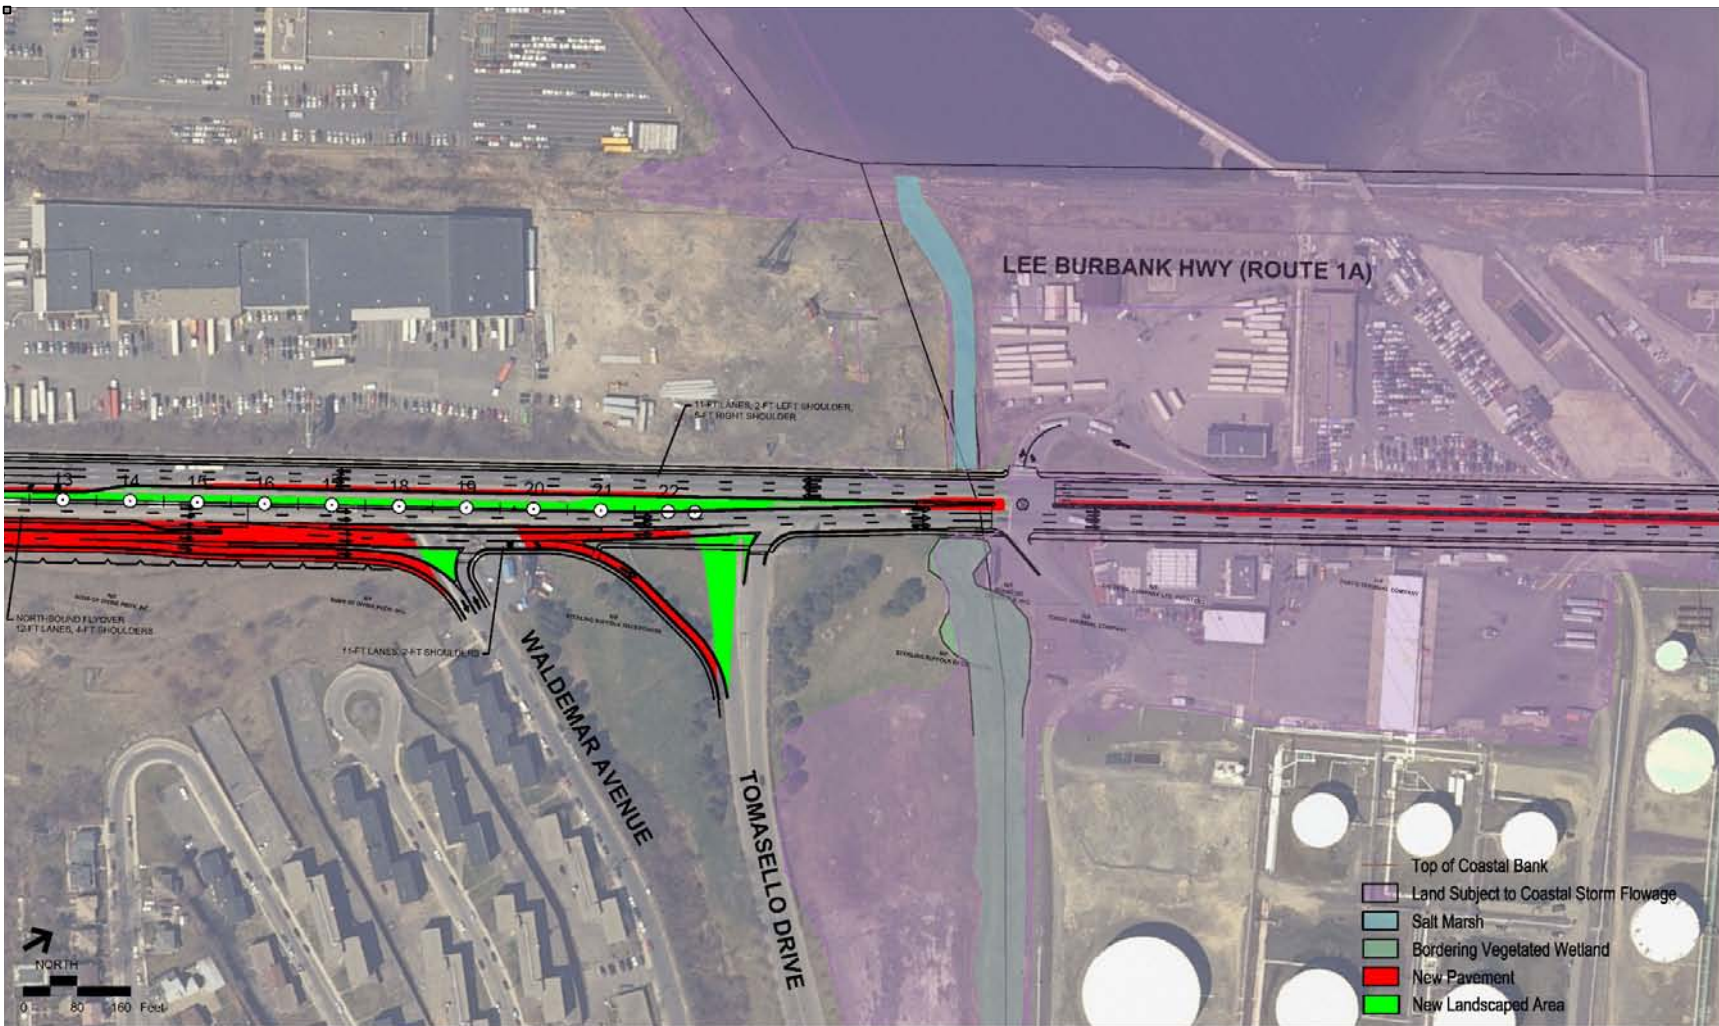 LEE BURBANK HWY (ROUTE 1A)
11-FT LANES, 2-FT LEFT SHOULDER,
5-FT RIGHT SHOULDER
13 14 15 16 17 18 19 20 21 22
NORTHBOUND FLYOVER
12-FT LANES, 4-FT SHOULDERS
11-FT LANES, 2-FT SHOULDERS
WALDEMAR AVENUE
TOMASELLO DRIVE
Top of Coastal Bank
Land Subject to Coastal Storm Flowage
Salt Marsh
Bordering Vegetated Wetland
New Pavement
New Landscaped Area
NORTH
0 80 160 Feet